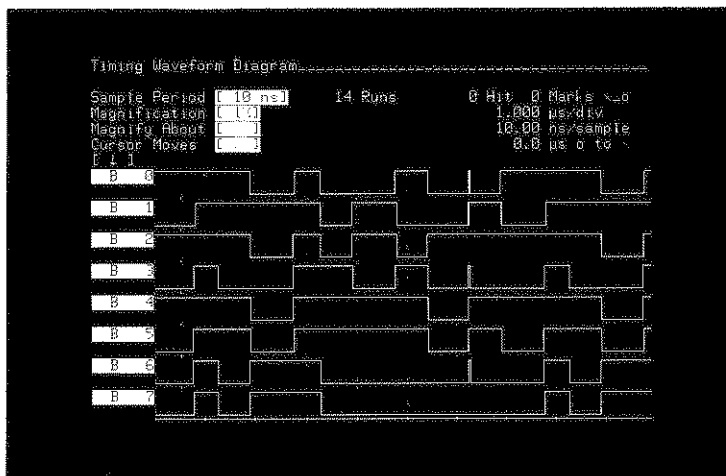 Timing Waveform Diagram
Sample Period [ 10 ns] 14 Runs 0 Hit 0 Marks
Magnification
Magnify About [ ]
Cursor Moves [ ]
1.000 µs/div
10.00 ns/sample
0.0 µs o to
[ ]
B 0
B 1
B 2
B 3
B 4
B 5
B 6
B 7